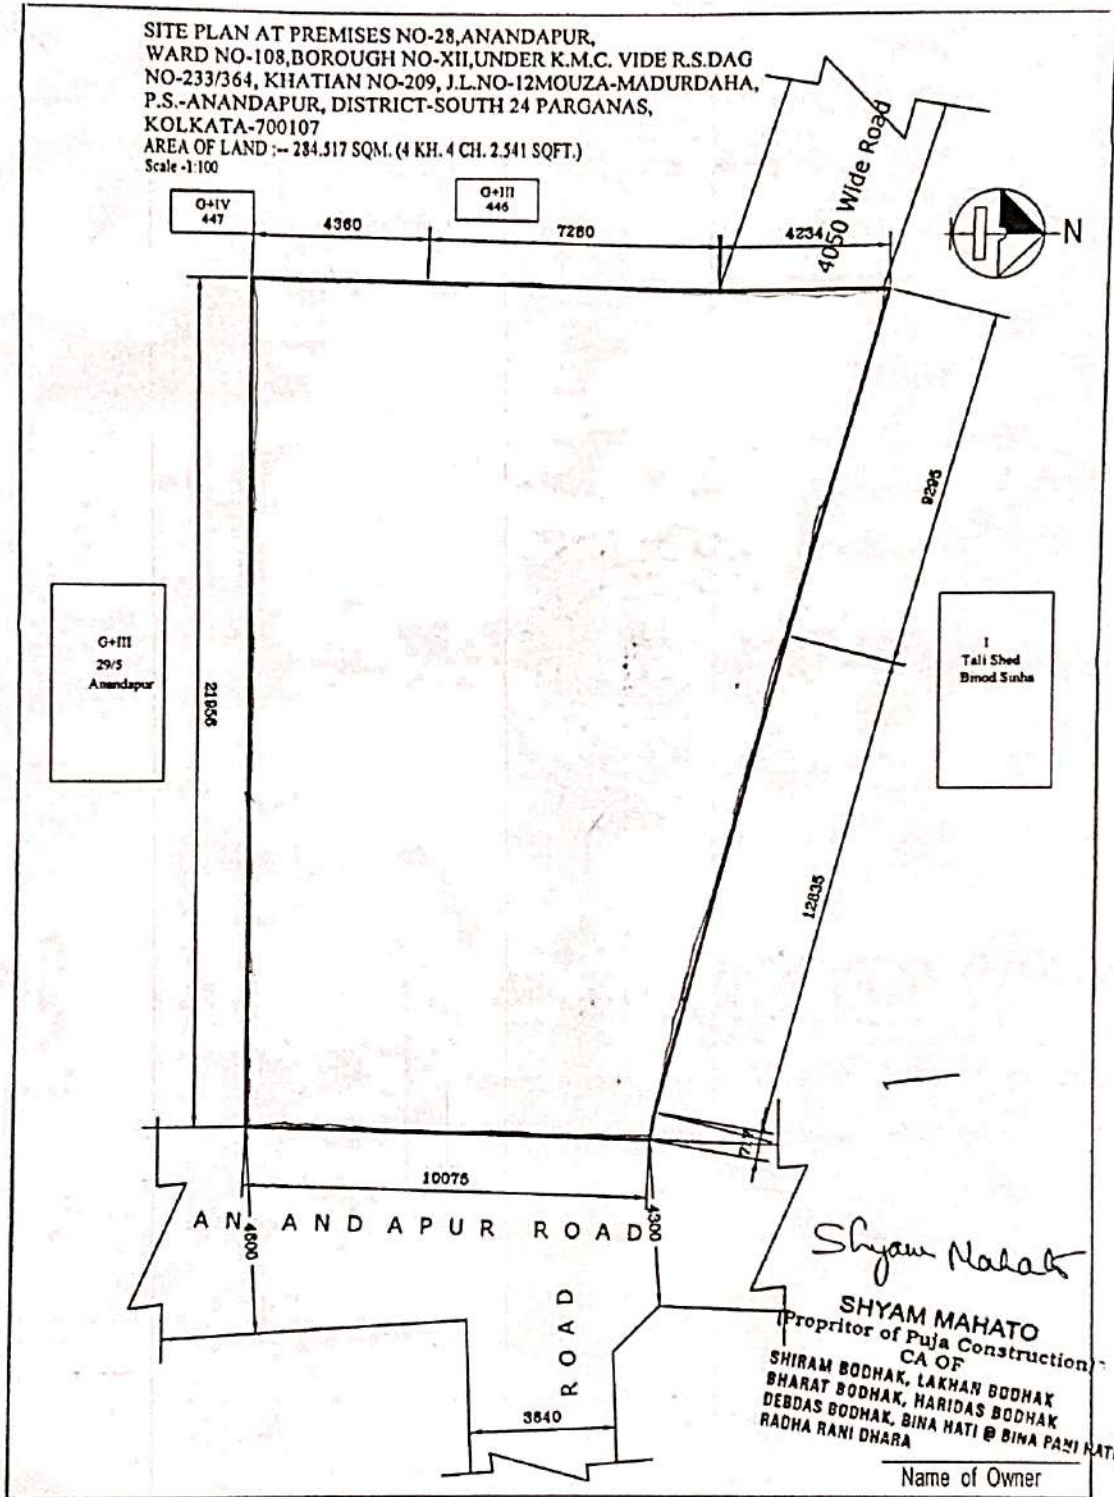 SITE PLAN AT PREMISES NO-28,ANANDAPUR,
WARD NO-108,BOROUGH NO-XII,UNDER K.M.C. VIDE R.S.DAG
NO-233/364, KHATIAN NO-209, J.L.NO-12MOUZA-MADURDAHA,
P.S.-ANANDAPUR, DISTRICT-SOUTH 24 PARGANAS,
KOLKATA-700107
AREA OF LAND :-- 284.517 SQM. (4 KH. 4 CH. 2.541 SQFT.)
Scale -1:100
G+IV
447
G+III
446
4360
7280
4234
4050 Wide Road
N
9295
G+III
29/5
Anandapur
21956
I
Tali Shed
Binod Sinha
12835
10075
ANANDAPUR ROAD
4800
4300
ROAD
3640
Shyam Mahato
SHYAM MAHATO
(Propritor of Puja Construction)
CA OF
SHIRAM BODHAK, LAKHAN BODHAK
BHARAT BODHAK, HARIDAS BODHAK
DEBDAS BODHAK, BINA HATI @ BINA PANI HATI
RADHA RANI DHARA
Name of Owner